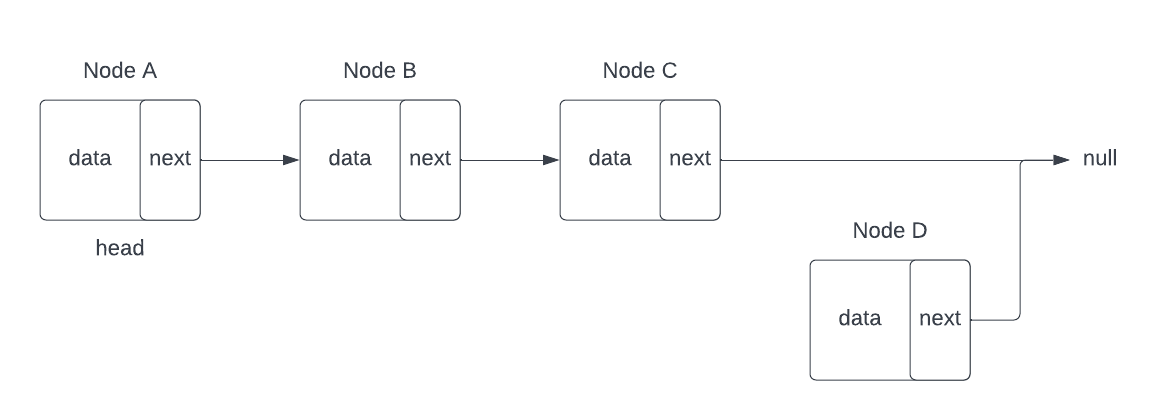 Node A
Node B
Node C
data
next
data
next
data
next
null
head
Node D
data
next